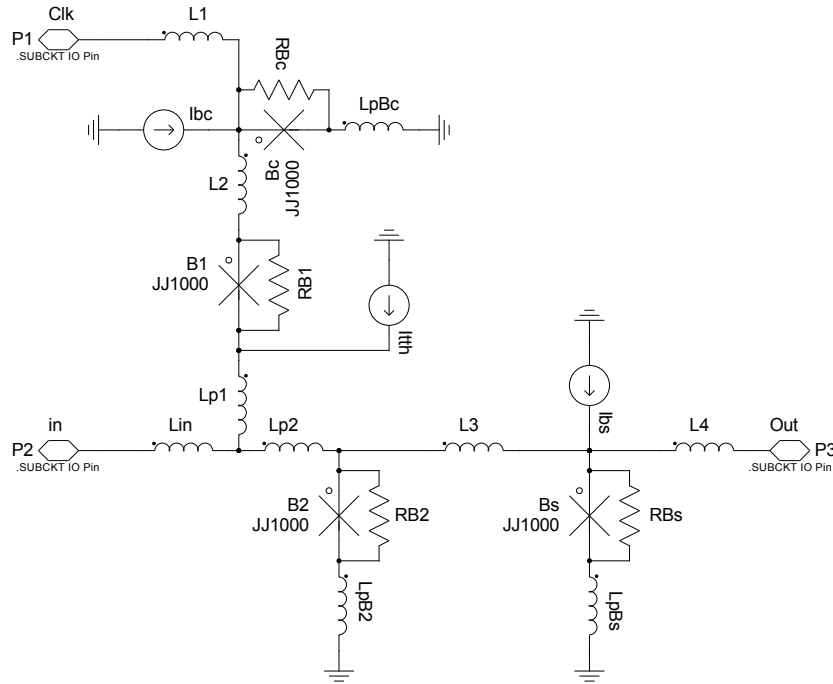 Clk
L1
P1
.SUBCKT IO Pin
RBc
Ibc
LpBc
Bc
JJ1000
L2
B1
JJ1000
RB1
Itth
Lp1
in
Lin
Lp2
L3
Ibs
L4
Out
P2
.SUBCKT IO Pin
P3
.SUBCKT IO Pin
B2
JJ1000
RB2
Bs
JJ1000
RBs
LpB2
LpBs